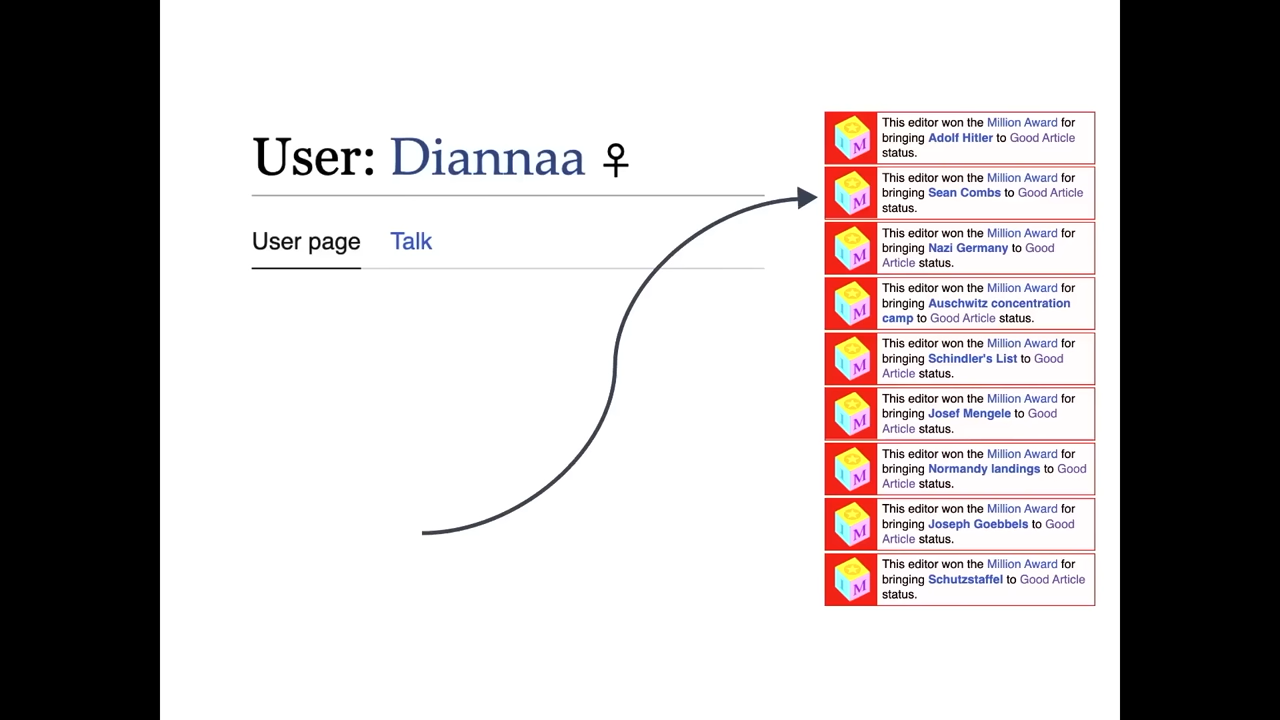 User: Diannaa ♀
User page Talk
This editor won the Million Award for
bringing Adolf Hitler to Good Article
status.
This editor won the Million Award for
bringing Sean Combs to Good Article
status.
This editor won the Million Award for
bringing Nazi Germany to Good
Article status.
This editor won the Million Award for
bringing Auschwitz concentration
camp to Good Article status.
This editor won the Million Award for
bringing Schindler's List to Good
Article status.
This editor won the Million Award for
bringing Josef Mengele to Good
Article status.
This editor won the Million Award for
bringing Normandy landings to Good
Article status.
This editor won the Million Award for
bringing Joseph Goebbels to Good
Article status.
This editor won the Million Award for
bringing Schutzstaffel to Good Article
status.